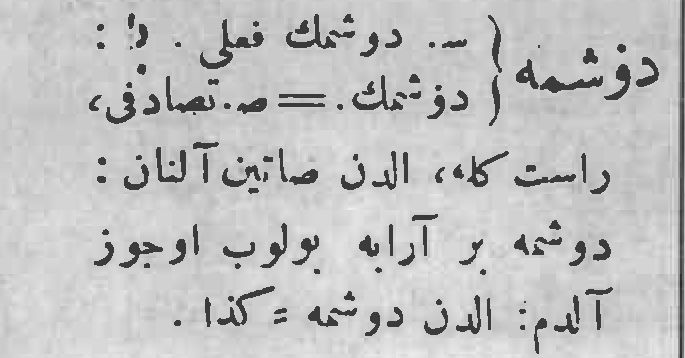 دوشمه ( س. دوشمك فعلی . ب :
( دوشمك. = ص. تصادفی،
راست كله، الدن صاتین آلنان :
دوشمه بر آرابه بولوب اوجوز
آلدم: الدن دوشمه = كذا .